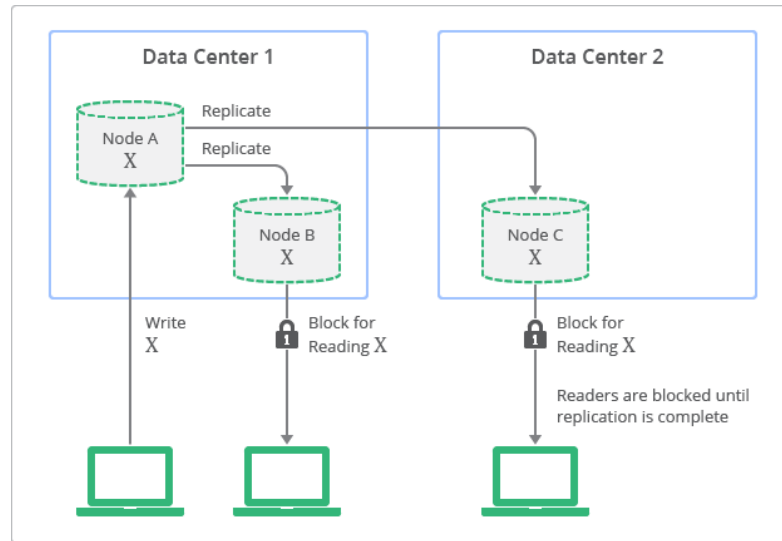 Data Center 1
Data Center 2
Replicate
Node A
X
Replicate
Node B
X
Node C
X
Write
X
1
Block for
Reading X
1
Block for
Reading X
Readers are blocked until
replication is complete